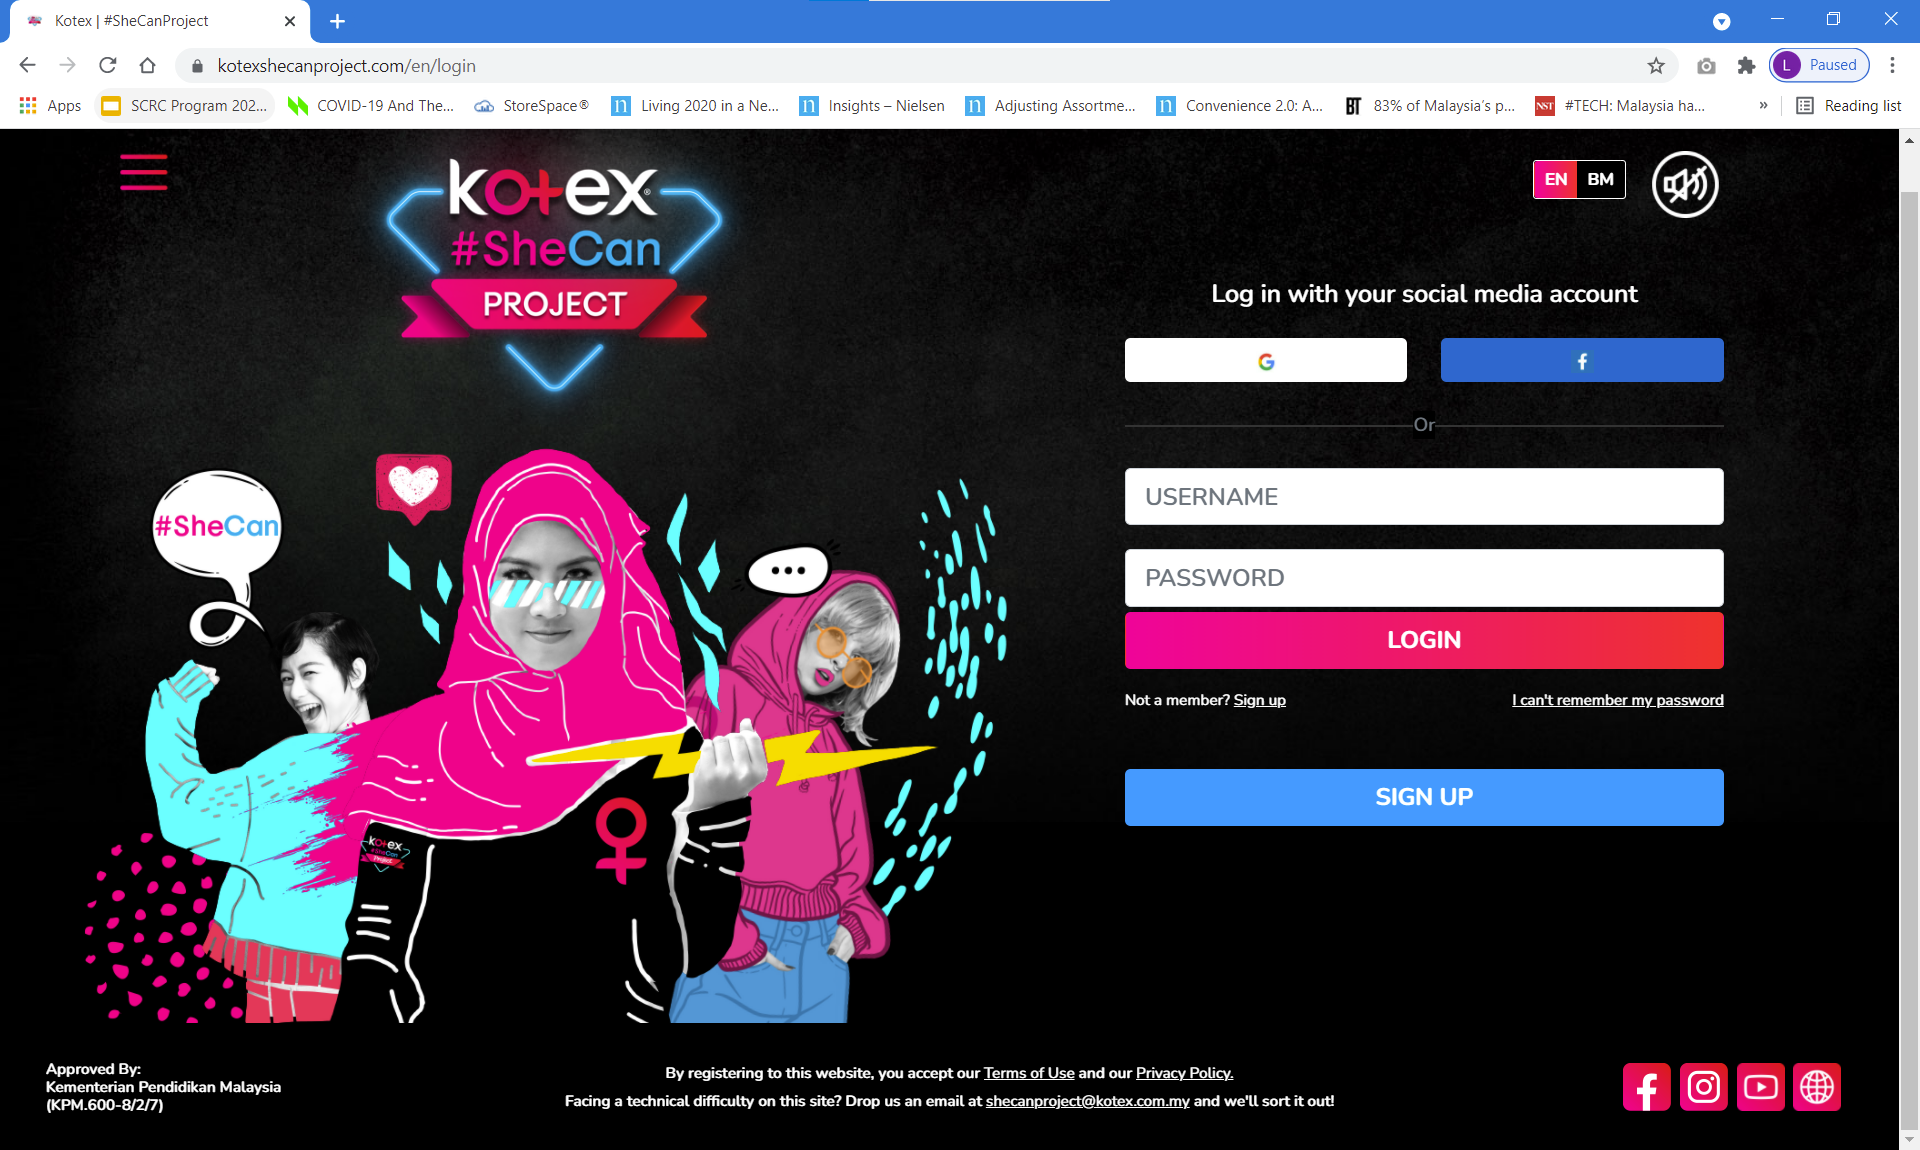 Kotex | #SheCanProject
kotexshecanproject.com/en/login
L Paused
Apps
SCRC Program 202...
COVID-19 And The...
StoreSpace®
n Living 2020 in a Ne...
n Insights – Nielsen
n Adjusting Assortme...
n Convenience 2.0: A...
BT 83% of Malaysia's p...
NST #TECH: Malaysia ha...
»
Reading list
kotex®
#SheCan
PROJECT
EN BM
Log in with your social media account
G
f
Or
USERNAME
PASSWORD
LOGIN
Not a member? Sign up
I can't remember my password
SIGN UP
#SheCan
...
kotex
#SheCan
Project
Approved By:
Kementerian Pendidikan Malaysia
(KPM.600-8/2/7)
By registering to this website, you accept our Terms of Use and our Privacy Policy.
Facing a technical difficulty on this site? Drop us an email at shecanproject@kotex.com.my and we'll sort it out!